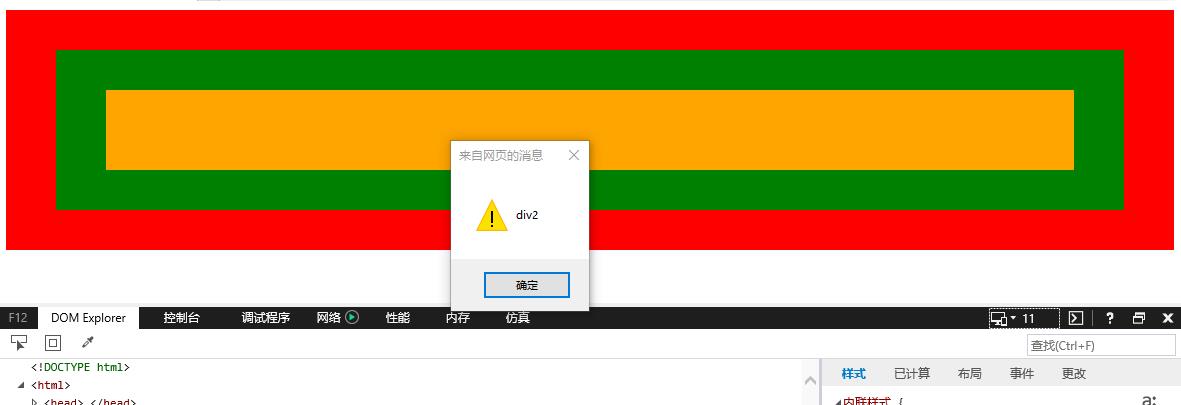 来自网页的消息
div2
确定
F12 DOM Explorer 控制台 调试程序 网络 性能 内存 仿真 11 ?
查找(Ctrl+F)
<!DOCTYPE html>
<html>
<head> </head>
样式 已计算 布局 事件 更改
内联样式 {
a: